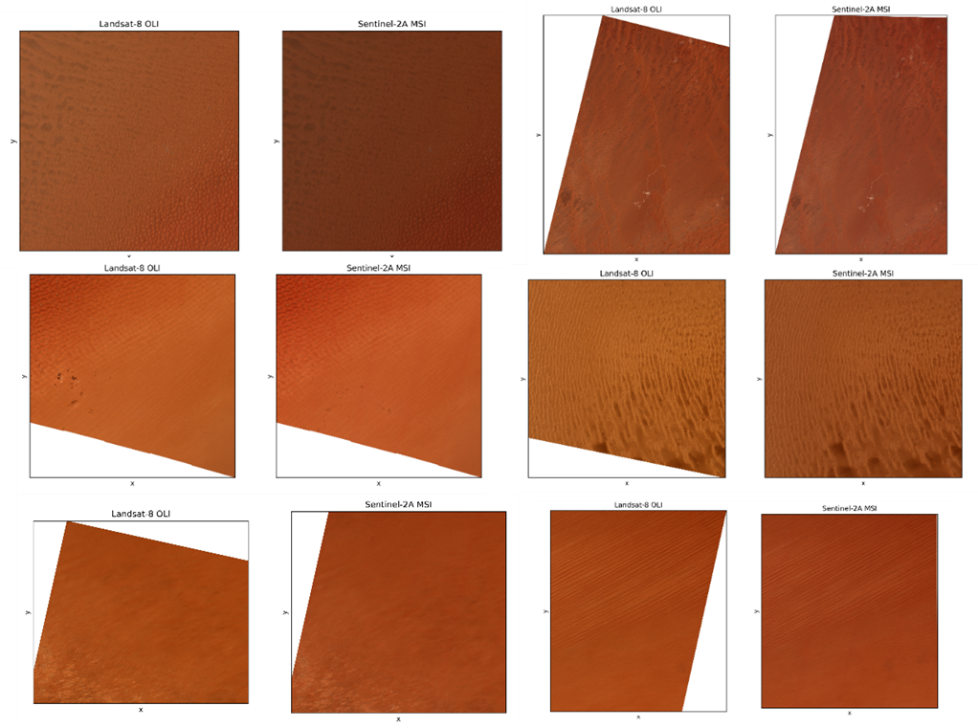 Landsat-8 OLI
Sentinel-2A MSI
Landsat-8 OLI
Sentinel-2A MSI
y
y
y
x
x
x
x
Landsat-8 OLI
Sentinel-2A MSI
Landsat-8 OLI
Sentinel-2A MSI
y
y
y
y
x
x
x
x
Landsat-8 OLI
Sentinel-2A MSI
Landsat-8 OLI
Sentinel-2A MSI
y
y
y
y
x
x
x
x